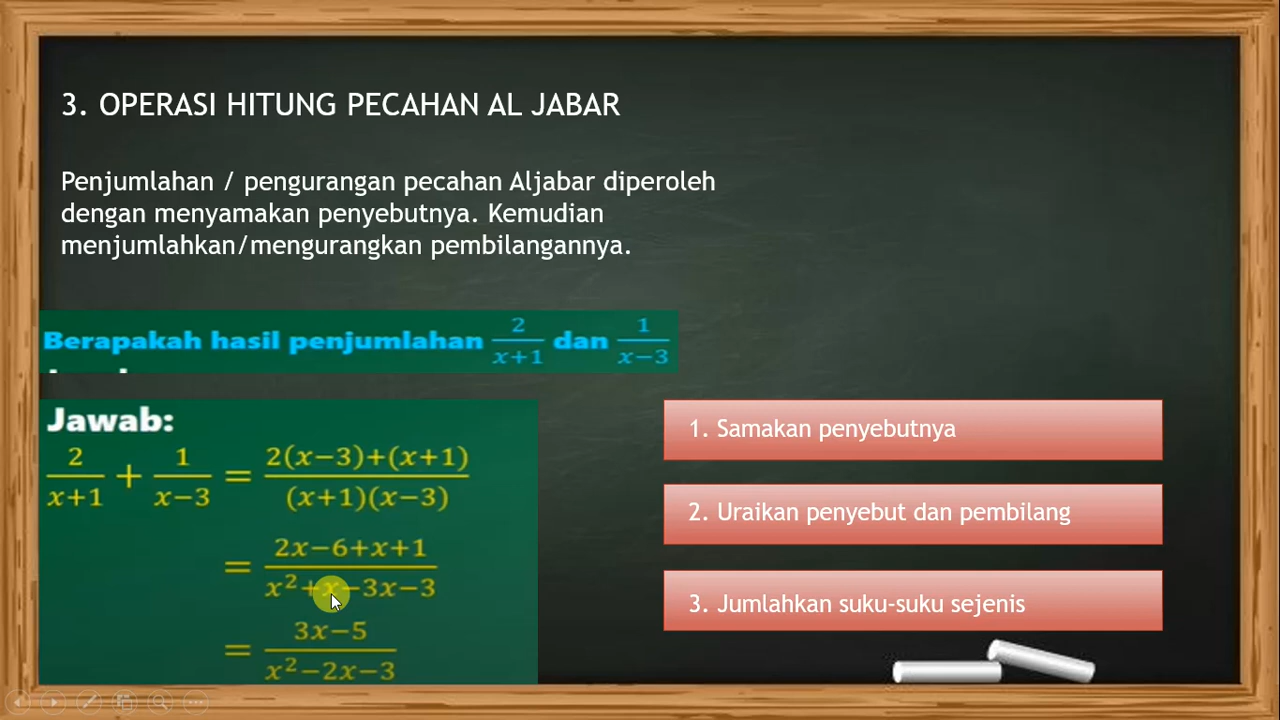 3. OPERASI HITUNG PECAHAN AL JABAR
Penjumlahan / pengurangan pecahan Aljabar diperoleh
dengan menyamakan penyebutnya. Kemudian
menjumlahkan/mengurangkan pembilangannya.
Berapakah hasil penjumlahan 2/(x+1) dan 1/(x−3)
Jawab:
2/(x+1) + 1/(x−3) = (2(x−3)+(x+1))/((x+1)(x−3))
= (2x−6+x+1)/(x²+x−3x−3)
= (3x−5)/(x²−2x−3)
1. Samakan penyebutnya
2. Uraikan penyebut dan pembilang
3. Jumlahkan suku-suku sejenis